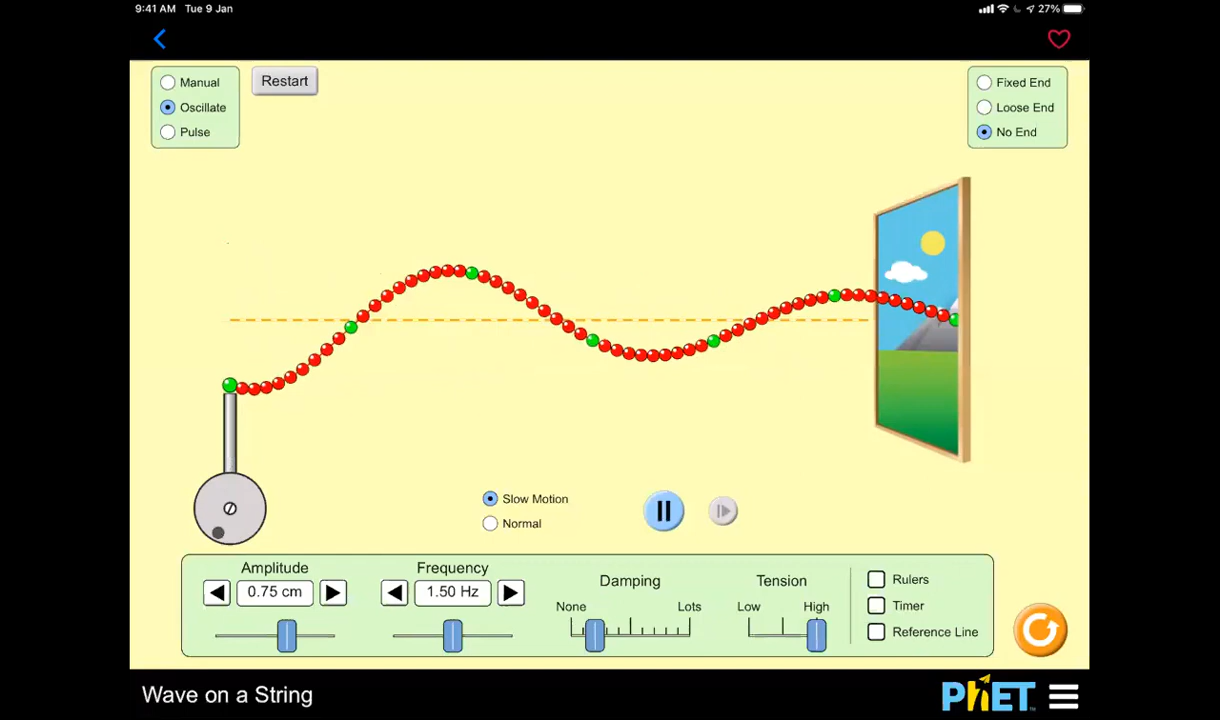 9:41 AM Tue 9 Jan
27%
Manual
Oscillate
Pulse
Restart
Fixed End
Loose End
No End
Slow Motion
Normal
Amplitude
0.75 cm
Frequency
1.50 Hz
Damping
None
Lots
Tension
Low
High
Rulers
Timer
Reference Line
Wave on a String
PhET